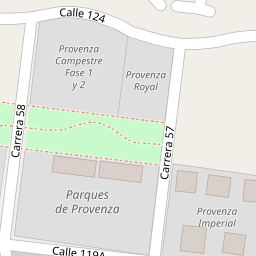 Calle 124
Provenza
Campestre
Fase 1
y 2
Provenza
Royal
Carrera 58
Carrera 57
Parques
de Provenza
Provenza
Imperial
Calle 119A